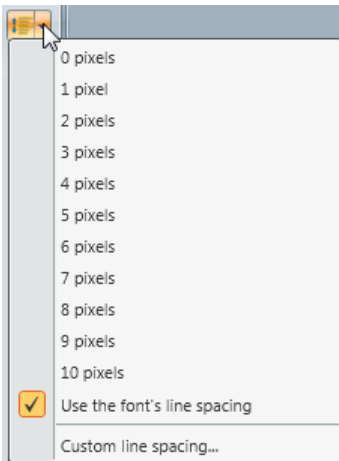 0 pixels
1 pixel
2 pixels
3 pixels
4 pixels
5 pixels
6 pixels
7 pixels
8 pixels
9 pixels
10 pixels
Use the font's line spacing
Custom line spacing...